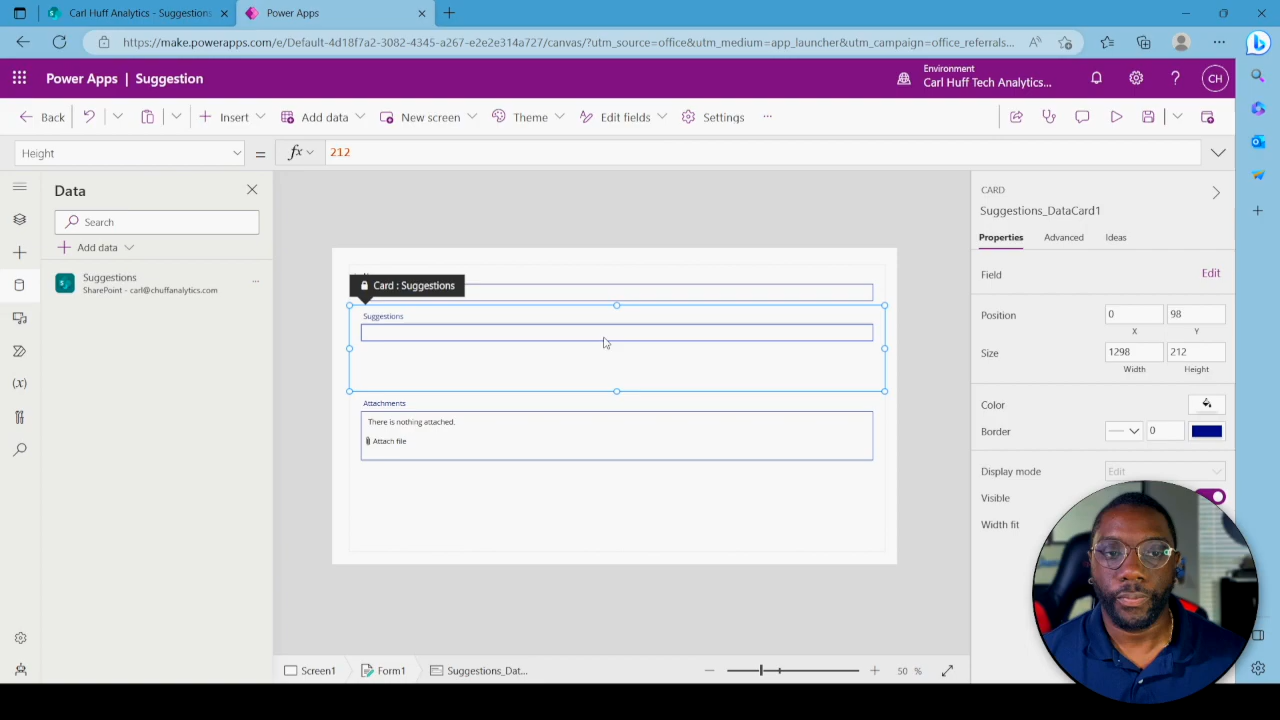 Carl Huff Analytics - Suggestions
Power Apps
https://make.powerapps.com/e/Default-4d18f7a2-3082-4345-a267-e2e2e314a727/canvas/?utm_source=office&utm_medium=app_launcher&utm_campaign=office_referrals...
Power Apps | Suggestion
Environment
Carl Huff Tech Analytics...
CH
Back
Insert
Add data
New screen
Theme
Edit fields
Settings
...
Height
=
fx
212
Data
Search
Add data
Suggestions
SharePoint - carl@chuffanalytics.com
Card : Suggestions
Suggestions
Attachments
There is nothing attached.
Attach file
CARD
Suggestions_DataCard1
Properties
Advanced
Ideas
Field
Edit
Position
0
98
X
Y
Size
1298
212
Width
Height
Color
Border
0
Display mode
Edit
Visible
Width fit
Screen1
Form1
Suggestions_Dat...
50 %